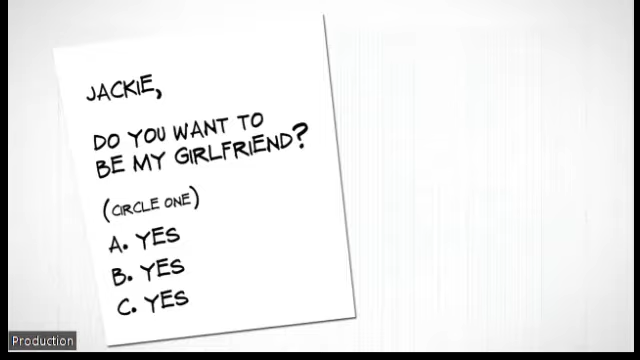 JACKIE,
DO YOU WANT TO
BE MY GIRLFRIEND?
(CIRCLE ONE)
A. YES
B. YES
C. YES
Production